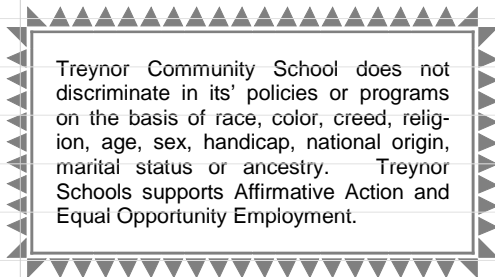 Treynor Community School does not
discriminate in its’ policies or programs
on the basis of race, color, creed, relig-
ion, age, sex, handicap, national origin,
marital status or ancestry. Treynor
Schools supports Affirmative Action and
Equal Opportunity Employment.